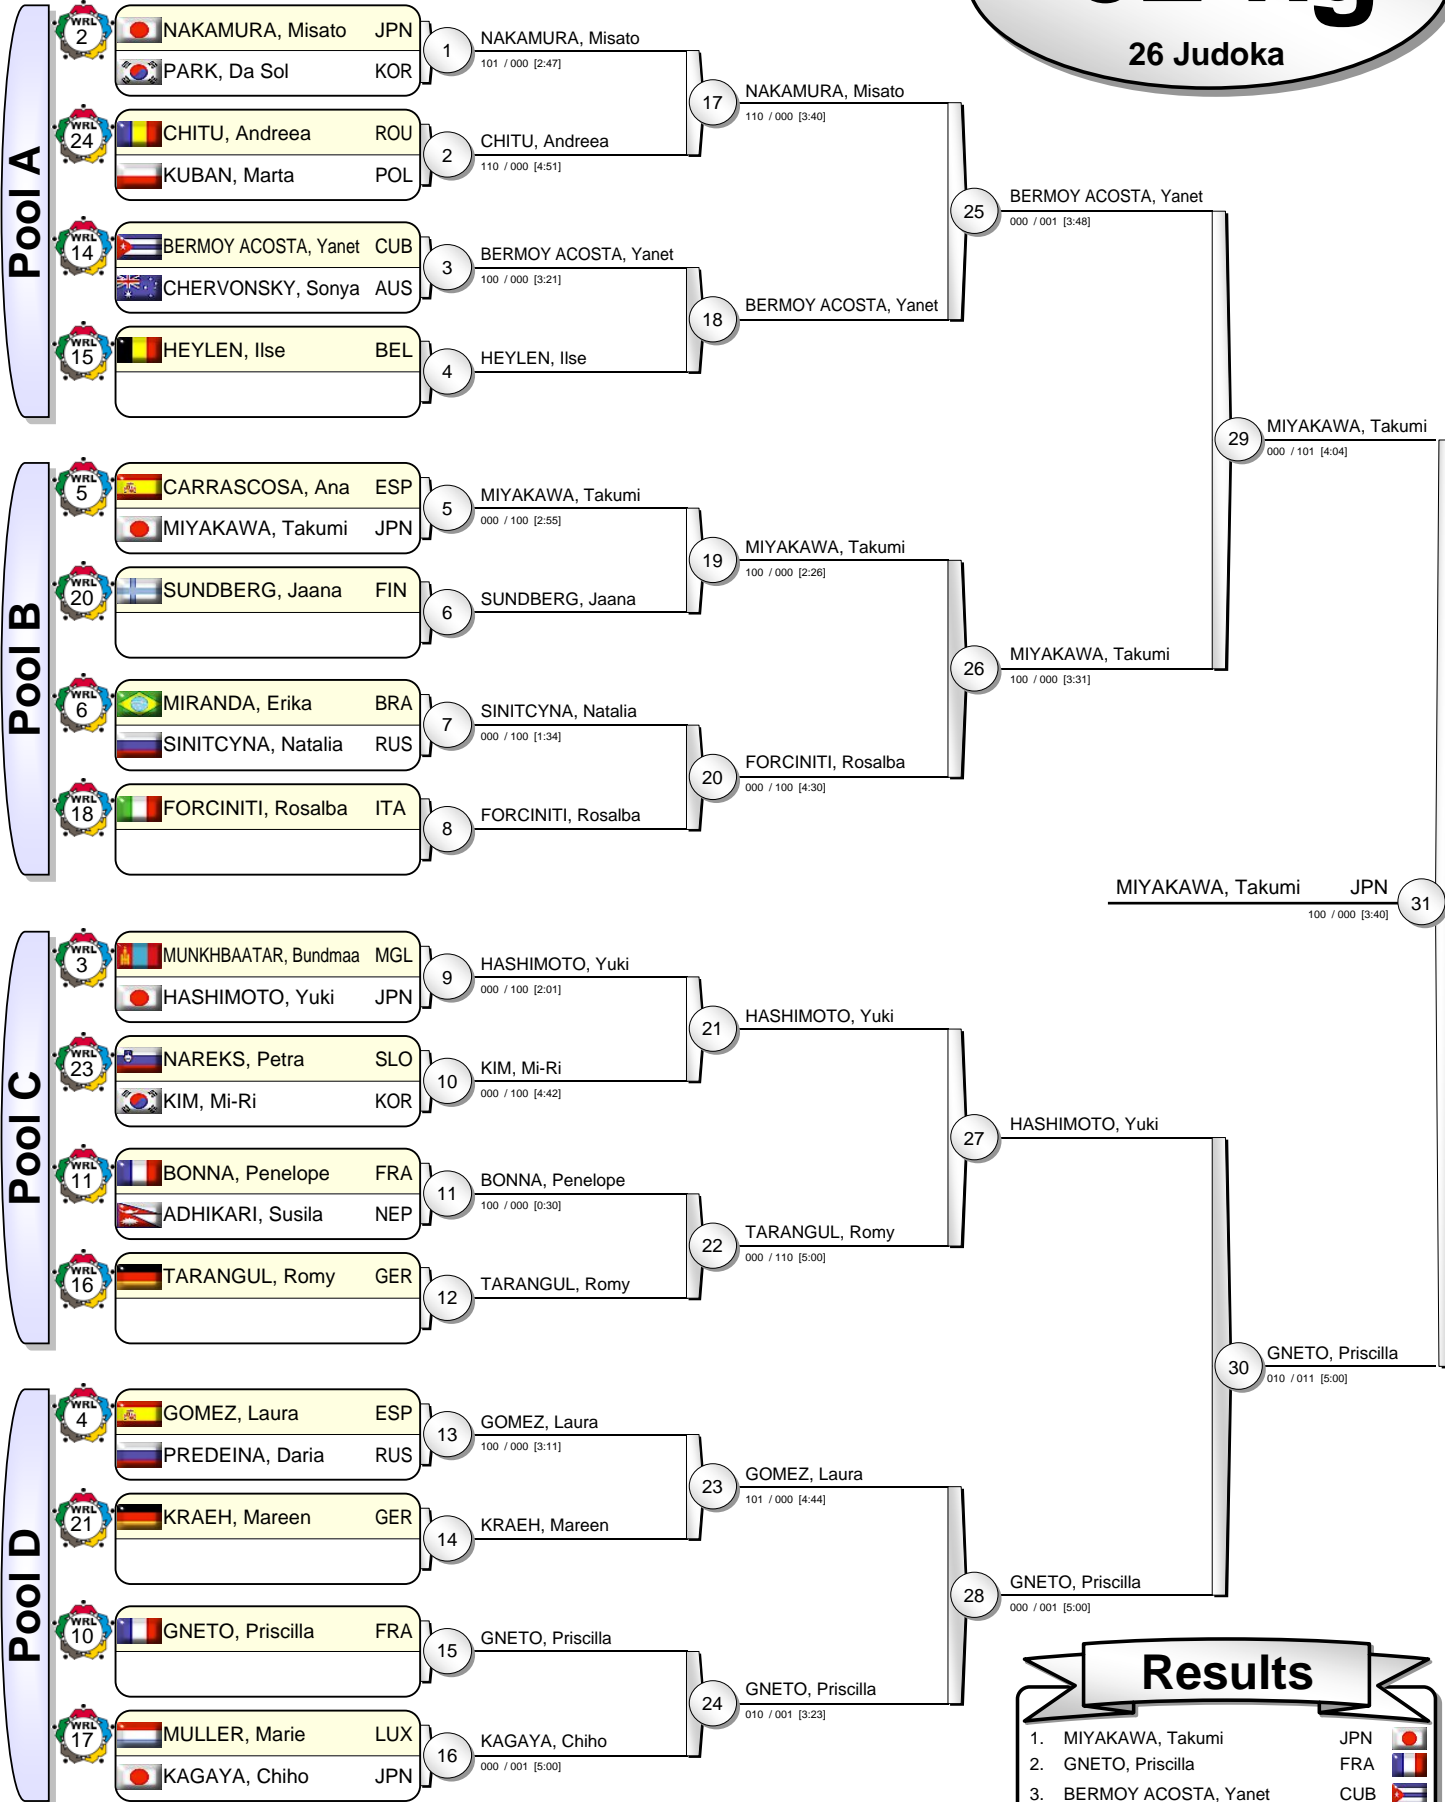 26 Judoka
Pool A
WRL 2
NAKAMURA, Misato JPN
PARK, Da Sol KOR
1
NAKAMURA, Misato
101 / 000 [2:47]
WRL 24
CHITU, Andreea ROU
KUBAN, Marta POL
2
CHITU, Andreea
110 / 000 [4:51]
17
NAKAMURA, Misato
110 / 000 [3:40]
WRL 14
BERMOY ACOSTA, Yanet CUB
CHERVONSKY, Sonya AUS
3
BERMOY ACOSTA, Yanet
100 / 000 [3:21]
WRL 15
HEYLEN, Ilse BEL
4
HEYLEN, Ilse
18
BERMOY ACOSTA, Yanet
25
BERMOY ACOSTA, Yanet
000 / 001 [3:48]
Pool B
WRL 5
CARRASCOSA, Ana ESP
MIYAKAWA, Takumi JPN
5
MIYAKAWA, Takumi
000 / 100 [2:55]
WRL 20
SUNDBERG, Jaana FIN
6
SUNDBERG, Jaana
19
MIYAKAWA, Takumi
100 / 000 [2:26]
WRL 6
MIRANDA, Erika BRA
SINITCYNA, Natalia RUS
7
SINITCYNA, Natalia
000 / 100 [1:34]
WRL 18
FORCINITI, Rosalba ITA
8
FORCINITI, Rosalba
20
FORCINITI, Rosalba
000 / 100 [4:30]
26
MIYAKAWA, Takumi
100 / 000 [3:31]
29
MIYAKAWA, Takumi
000 / 101 [4:04]
MIYAKAWA, Takumi JPN
100 / 000 [3:40]
31
Pool C
WRL 3
MUNKHBAATAR, Bundmaa MGL
HASHIMOTO, Yuki JPN
9
HASHIMOTO, Yuki
000 / 100 [2:01]
WRL 23
NAREKS, Petra SLO
KIM, Mi-Ri KOR
10
KIM, Mi-Ri
000 / 100 [4:42]
21
HASHIMOTO, Yuki
WRL 11
BONNA, Penelope FRA
ADHIKARI, Susila NEP
11
BONNA, Penelope
100 / 000 [0:30]
WRL 16
TARANGUL, Romy GER
12
TARANGUL, Romy
22
TARANGUL, Romy
000 / 110 [5:00]
27
HASHIMOTO, Yuki
Pool D
WRL 4
GOMEZ, Laura ESP
PREDEINA, Daria RUS
13
GOMEZ, Laura
100 / 000 [3:11]
WRL 21
KRAEH, Mareen GER
14
KRAEH, Mareen
23
GOMEZ, Laura
101 / 000 [4:44]
WRL 10
GNETO, Priscilla FRA
15
GNETO, Priscilla
WRL 17
MULLER, Marie LUX
KAGAYA, Chiho JPN
16
KAGAYA, Chiho
000 / 001 [5:00]
24
GNETO, Priscilla
010 / 001 [3:23]
28
GNETO, Priscilla
000 / 001 [5:00]
30
GNETO, Priscilla
010 / 011 [5:00]
Results
1. MIYAKAWA, Takumi JPN
2. GNETO, Priscilla FRA
3. BERMOY ACOSTA, Yanet CUB